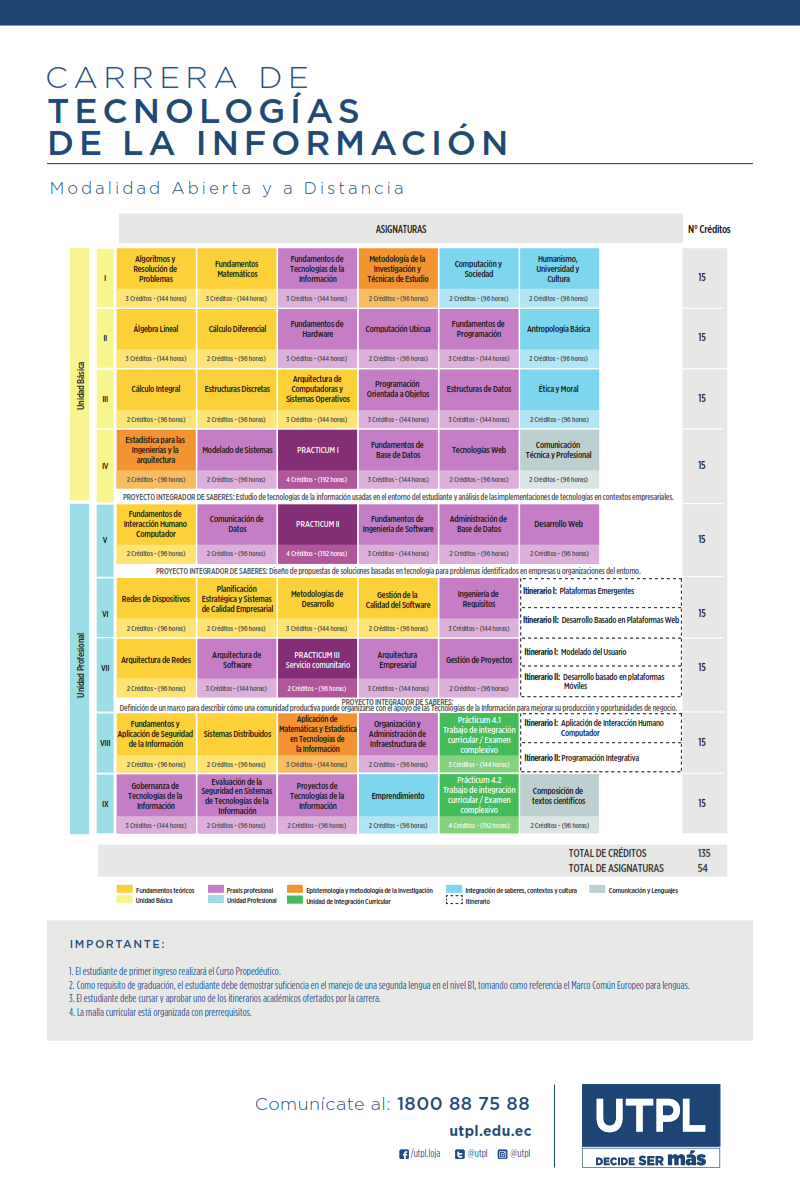 CARRERA DE
TECNOLOGÍAS
DE LA INFORMACIÓN
Modalidad Abierta y a Distancia
ASIGNATURAS
N° Créditos
Unidad Básica
I
Algoritmos y
Resolución de
Problemas
3 Créditos - (144 horas)
Fundamentos
Matemáticos
3 Créditos - (144 horas)
Fundamentos de
Tecnologías de la
Información
3 Créditos - (144 horas)
Metodología de la
Investigación y
Técnicas de Estudio
2 Créditos - (96 horas)
Computación y
Sociedad
2 Créditos - (96 horas)
Humanismo,
Universidad y
Cultura
2 Créditos - (96 horas)
15
II
Álgebra Lineal
3 Créditos - (144 horas)
Cálculo Diferencial
2 Créditos - (96 horas)
Fundamentos de
Hardware
3 Créditos - (144 horas)
Computación Ubicua
2 Créditos - (96 horas)
Fundamentos de
Programación
3 Créditos - (144 horas)
Antropología Básica
2 Créditos - (96 horas)
15
III
Cálculo Integral
2 Créditos - (96 horas)
Estructuras Discretas
2 Créditos - (96 horas)
Arquitectura de
Computadoras y
Sistemas Operativos
3 Créditos - (144 horas)
Programación
Orientada a Objetos
3 Créditos - (144 horas)
Estructuras de Datos
3 Créditos - (144 horas)
Ética y Moral
2 Créditos - (96 horas)
15
IV
Estadística para las
Ingenierías y la
arquitectura
2 Créditos - (96 horas)
Modelado de Sistemas
2 Créditos - (96 horas)
PRACTICUM I
4 Créditos - (192 horas)
Fundamentos de
Base de Datos
3 Créditos - (144 horas)
Tecnologías Web
2 Créditos - (96 horas)
Comunicación
Técnica y Profesional
2 Créditos - (96 horas)
15
PROYECTO INTEGRADOR DE SABERES: Estudio de tecnologías de la información usadas en el entorno del estudiante y análisis de lasimplementaciones de tecnologías en contextos empresariales.
Unidad Profesional
V
Fundamentos de
Interacción Humano
Computador
2 Créditos - (96 horas)
Comunicación de
Datos
2 Créditos - (96 horas)
PRACTICUM II
4 Créditos - (192 horas)
Fundamentos de
Ingeniería de Software
3 Créditos - (144 horas)
Administración de
Base de Datos
2 Créditos - (96 horas)
Desarrollo Web
2 Créditos - (96 horas)
15
PROYECTO INTEGRADOR DE SABERES: Diseño de propuestas de soluciones basadas en tecnología para problemas identificados en empresas u organizaciones del entorno.
VI
Redes de Dispositivos
2 Créditos - (96 horas)
Planificación
Estratégica y Sistemas
de Calidad Empresarial
2 Créditos - (96 horas)
Metodologías de
Desarrollo
3 Créditos - (144 horas)
Gestión de la
Calidad del Software
2 Créditos - (96 horas)
Ingeniería de
Requisitos
3 Créditos - (144 horas)
Itinerario I: Plataformas Emergentes
Itinerario II: Desarrollo Basado en Plataformas Web
15
VII
Arquitectura de Redes
2 Créditos - (96 horas)
Arquitectura de
Software
3 Créditos - (144 horas)
PRACTICUM III
Servicio comunitario
2 Créditos - (96 horas)
Arquitectura
Empresarial
3 Créditos - (144 horas)
Gestión de Proyectos
2 Créditos - (96 horas)
Itinerario I: Modelado del Usuario
Itinerario II: Desarrollo basado en plataformas
Móviles
15
PROYECTO INTEGRADOR DE SABERES:
Definición de un marco para describir cómo una comunidad productiva puede organizarse con el apoyo de las Tecnologías de la Información para mejorar su producción y oportunidades de negocio.
VIII
Fundamentos y
Aplicación de Seguridad
de la Información
2 Créditos - (96 horas)
Sistemas Distribuidos
2 Créditos - (96 horas)
Aplicación de
Matemáticas y Estadística
en Tecnologías de
la Información
3 Créditos - (144 horas)
Organización y
Administración de
Infraestructura de
2 Créditos - (96 horas)
Prácticum 4.1
Trabajo de integración
curricular / Examen
complexivo
3 Créditos - (144 horas)
Itinerario I: Aplicación de Interacción Humano
Computador
Itinerario II: Programación Integrativa
15
IX
Gobernanza de
Tecnologías de la
Información
3 Créditos - (144 horas)
Evaluación de la
Seguridad en Sistemas
de Tecnologías de la
Información
2 Créditos - (96 horas)
Proyectos de
Tecnologías de la
Información
2 Créditos - (96 horas)
Emprendimiento
2 Créditos - (96 horas)
Prácticum 4.2
Trabajo de integración
curricular / Examen
complexivo
4 Créditos - (192 horas)
Composición de
textos científicos
2 Créditos - (96 horas)
15
TOTAL DE CRÉDITOS 135
TOTAL DE ASIGNATURAS 54
Fundamentos teóricos
Praxis profesional
Epistemología y metodología de la investigación
Integración de saberes, contextos y cultura
Comunicación y Lenguajes
Unidad Básica
Unidad Profesional
Unidad de Integración Curricular
Itinerario
IMPORTANTE:
1. El estudiante de primer ingreso realizará el Curso Propedéutico.
2. Como requisito de graduación, el estudiante debe demostrar suficiencia en el manejo de una segunda lengua en el nivel B1, tomando como referencia el Marco Común Europeo para lenguas.
3. El estudiante debe cursar y aprobar uno de los itinerarios académicos ofertados por la carrera.
4. La malla curricular está organizada con prerrequisitos.
Comunícate al: 1800 88 75 88
utpl.edu.ec
/utpl.loja @utpl @utpl
UTPL
DECIDE SER más